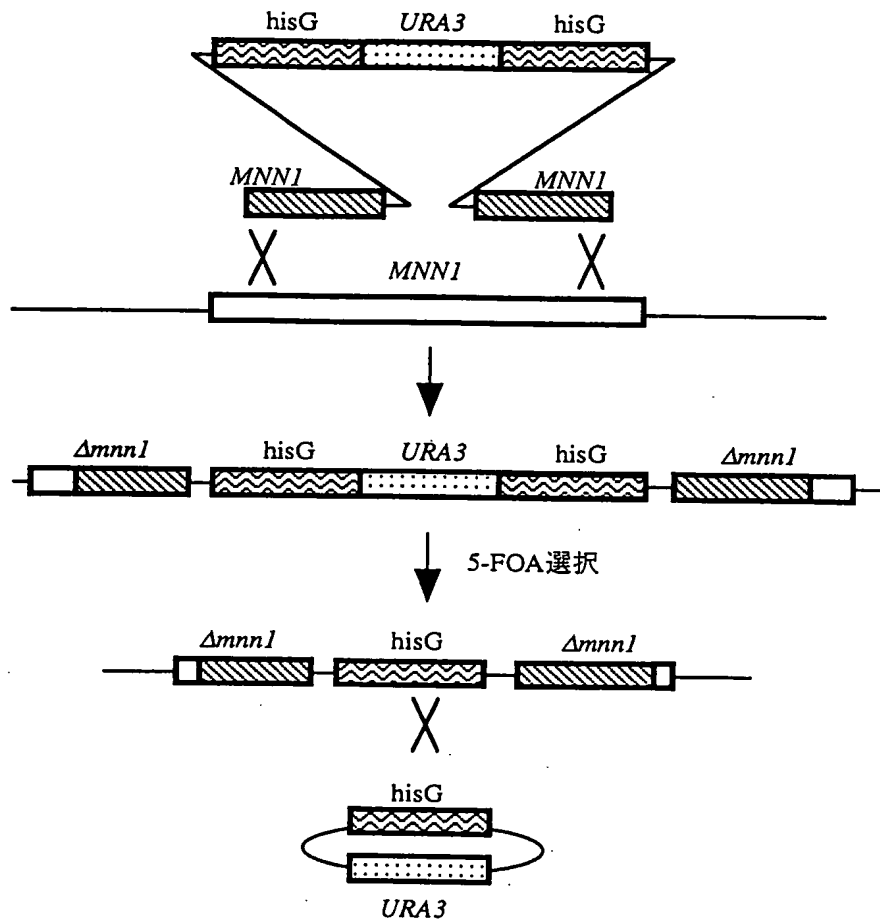 hisG URA3 hisG
MNN1 MNN1
MNN1
Δmnn1 hisG URA3 hisG Δmnn1
5-FOA選択
Δmnn1 hisG Δmnn1
hisG
URA3